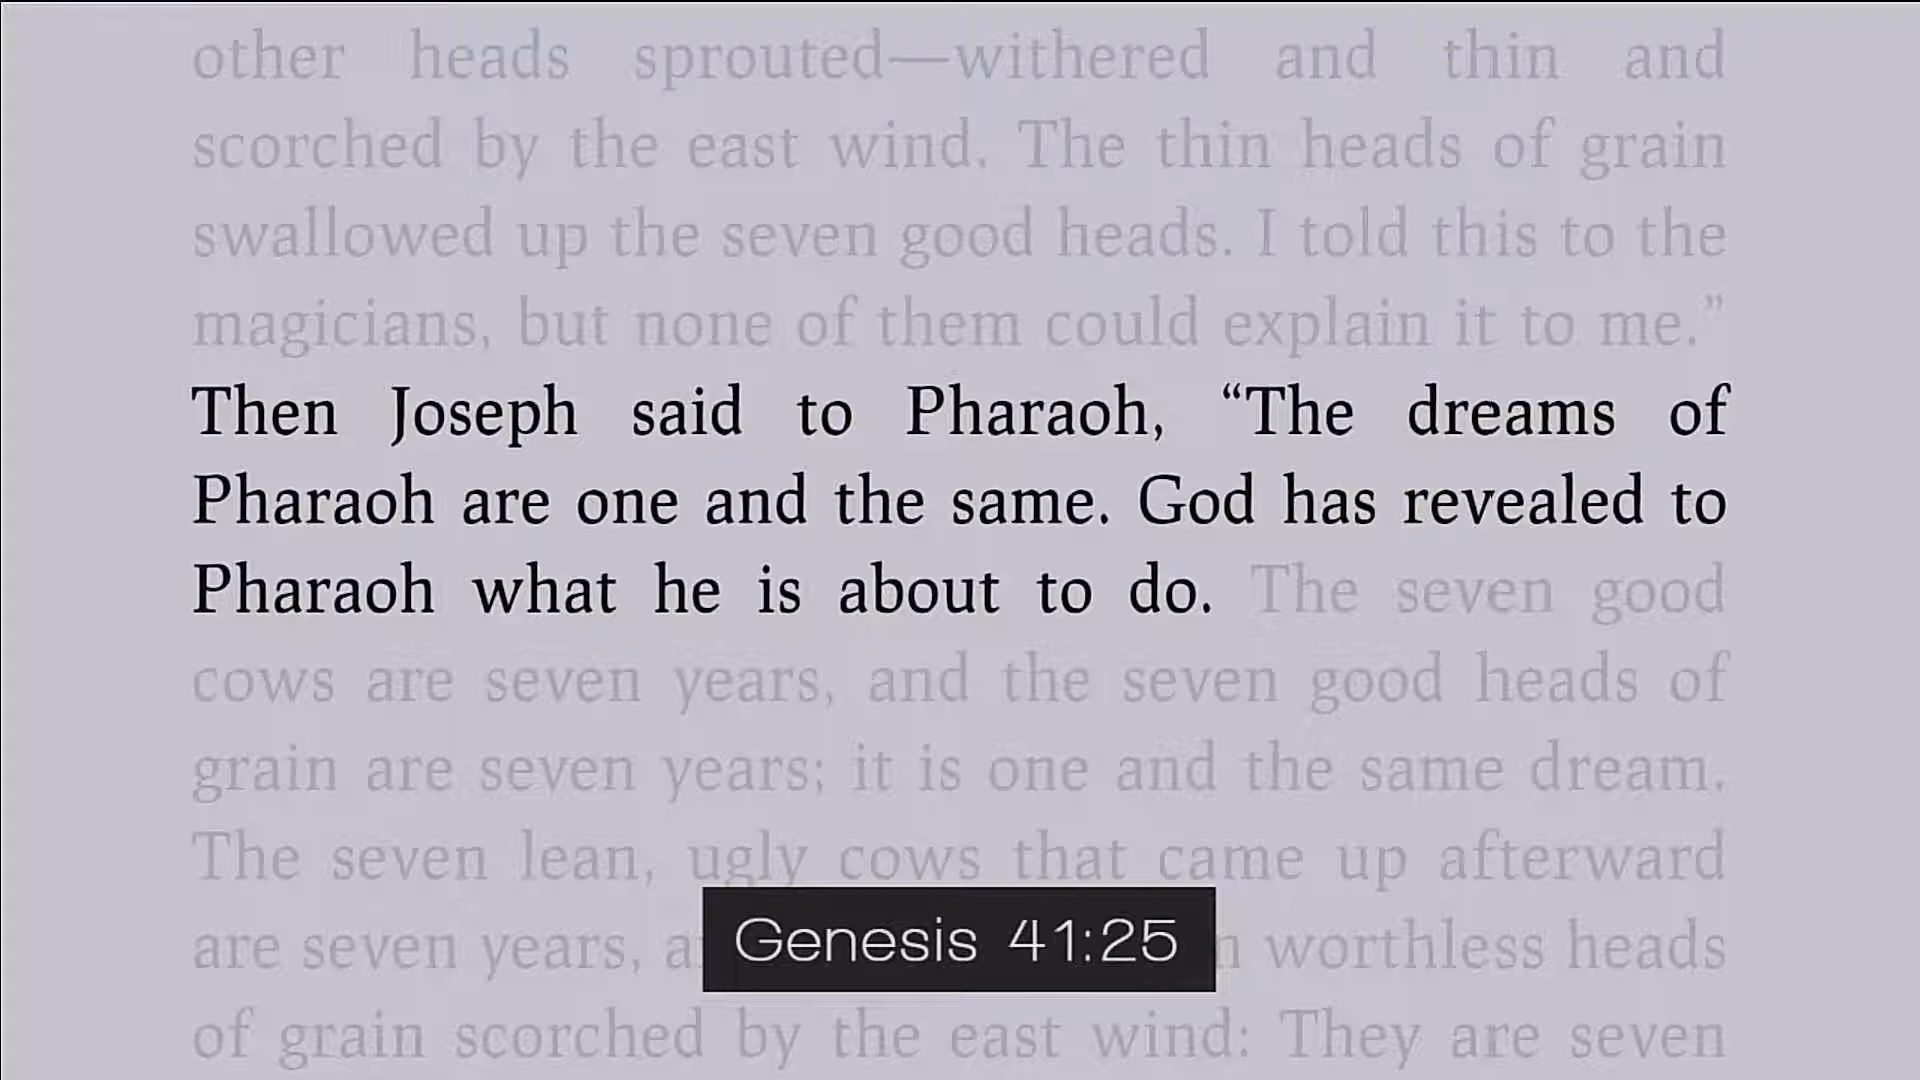 other heads sprouted—withered and thin and
scorched by the east wind. The thin heads of grain
swallowed up the seven good heads. I told this to the
magicians, but none of them could explain it to me.”
Then Joseph said to Pharaoh, “The dreams of
Pharaoh are one and the same. God has revealed to
Pharaoh what he is about to do. The seven good
cows are seven years, and the seven good heads of
grain are seven years; it is one and the same dream.
The seven lean, ugly cows that came up afterward
are seven years, worthless heads
Genesis 41:25
of grain scorched by the east wind: They are seven